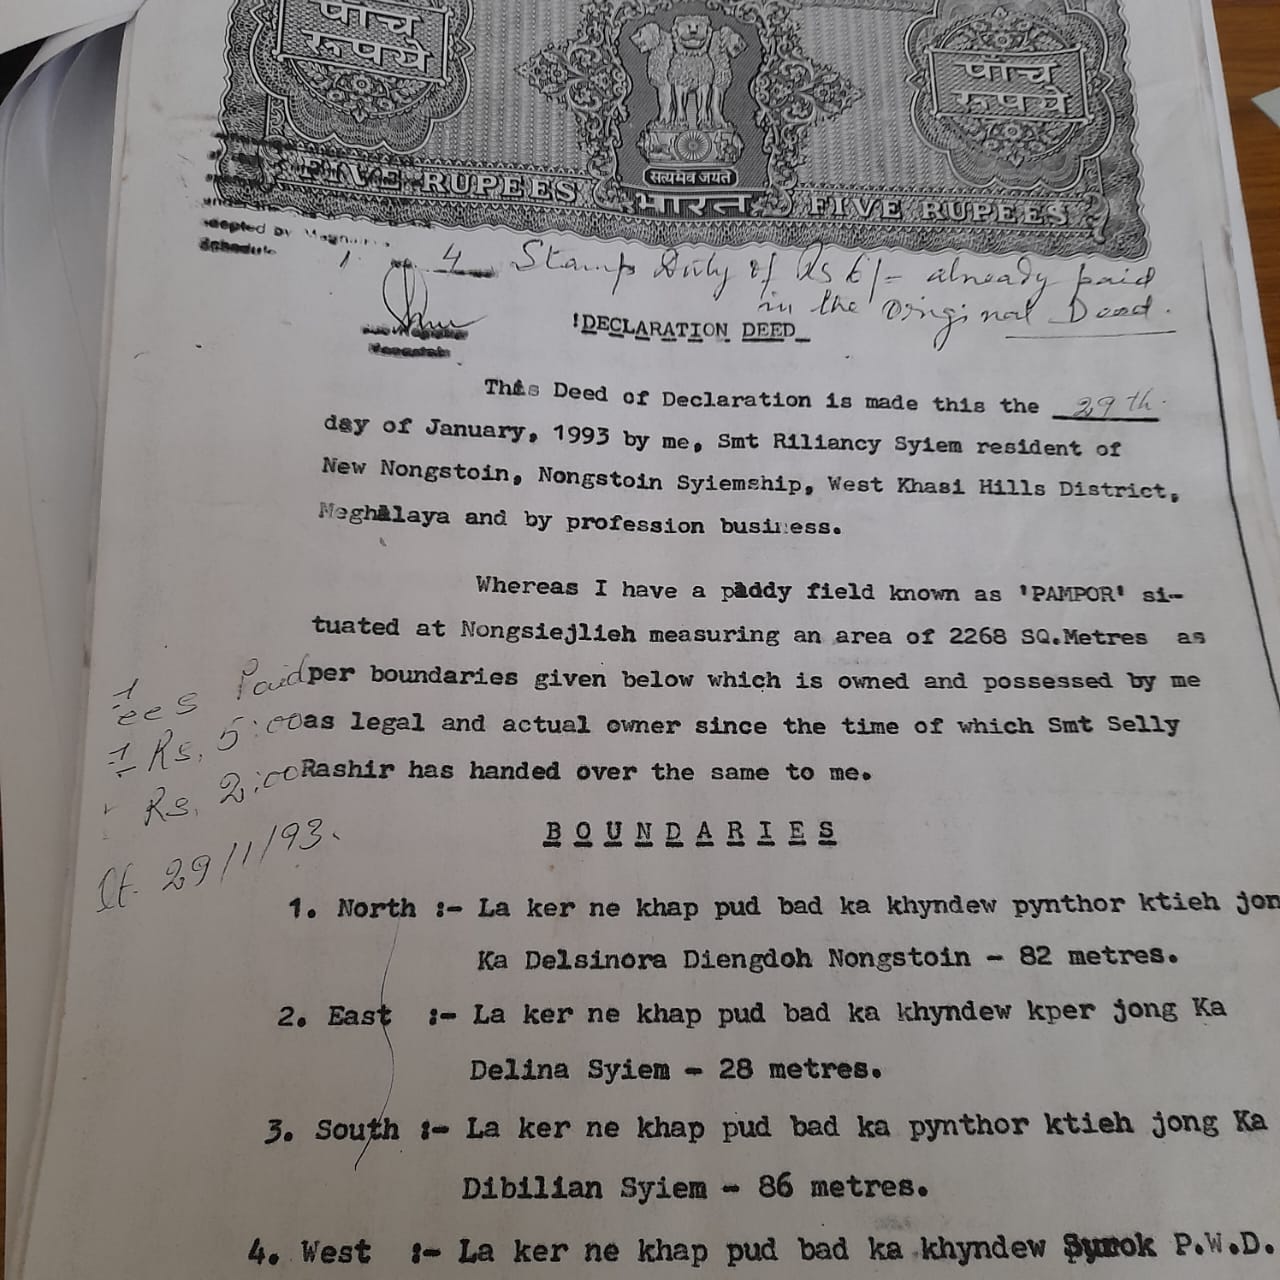 पाँच
रूपये
पाँच
रूपये
सत्यमेव जयते
FIVE RUPEES भारत FIVE RUPEES
adopted by
Schedule
4 Stamp Duty of Rs 6/- already paid
in the Original Deed.
DECLARATION DEED
This Deed of Declaration is made this the 29th
day of January, 1993 by me, Smt Riliancy Syiem resident of
New Nongstoin, Nongstoin Syiemship, West Khasi Hills District,
Meghalaya and by profession business.
Whereas I have a paddy field known as 'PAMPOR' si-
tuated at Nongsiejlieh measuring an area of 2268 SQ.Metres as
per boundaries given below which is owned and possessed by me
as legal and actual owner since the time of which Smt Selly
Rashir has handed over the same to me.
ees Paid
Rs. 5:00
Rs. 2:00
29/1/93.
BOUNDARIES
1. North :- La ker ne khap pud bad ka khyndew pynthor ktieh jon
Ka Delsinora Diengdoh Nongstoin - 82 metres.
2. East :- La ker ne khap pud bad ka khyndew kper jong Ka
Delina Syiem - 28 metres.
3. South :- La ker ne khap pud bad ka pynthor ktieh jong Ka
Dibilian Syiem - 86 metres.
4. West :- La ker ne khap pud bad ka khyndew Surok P.W.D.